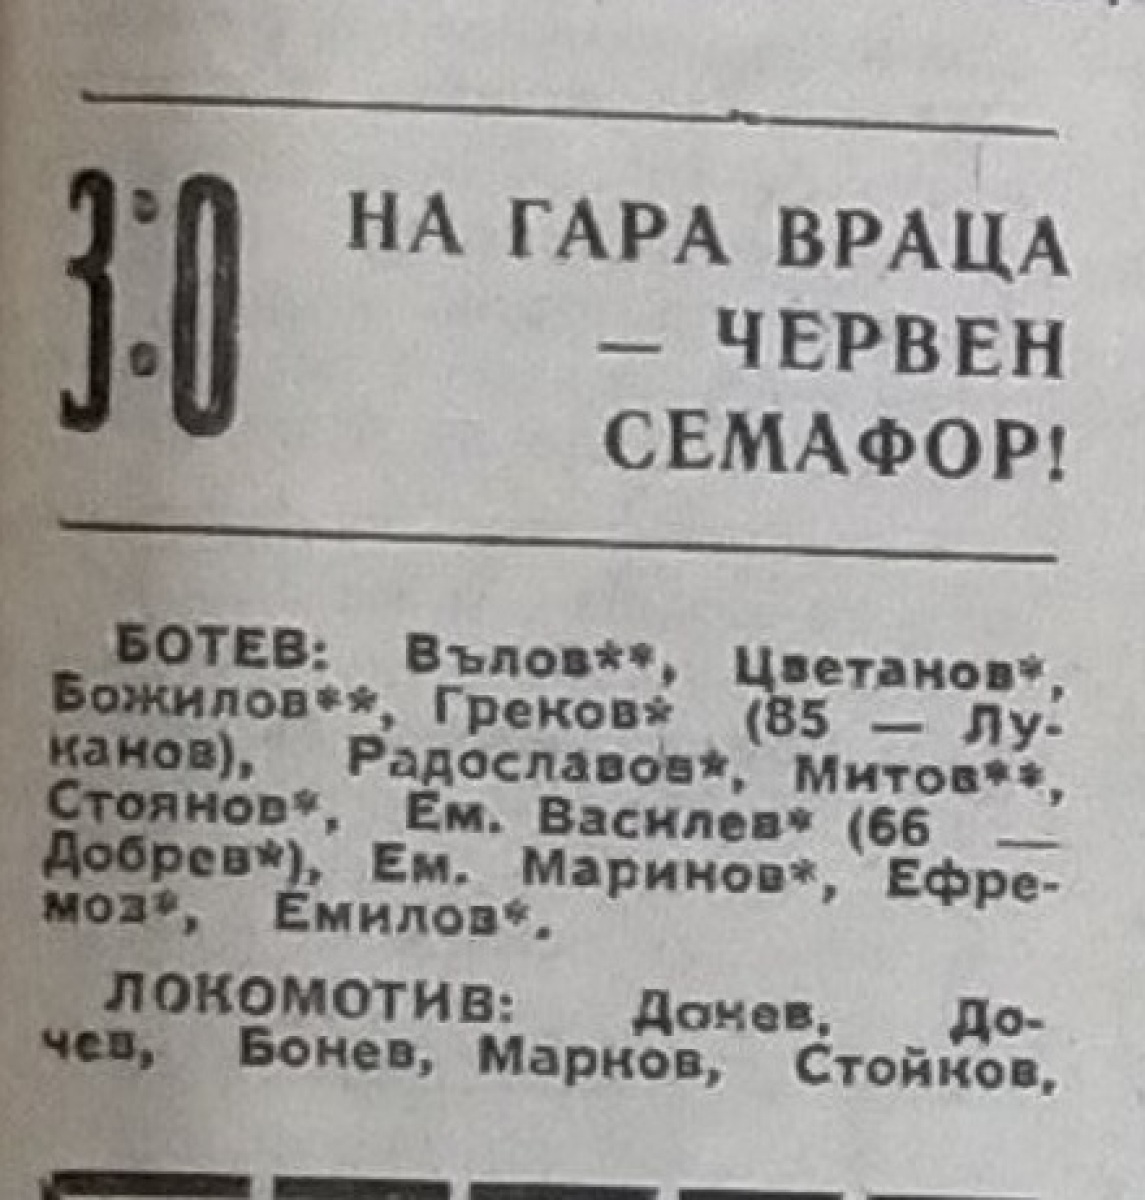 3:0
НА ГАРА ВРАЦА
— ЧЕРВЕН
СЕМАФОР!
БОТЕВ: Вълов**, Цветанов*,
Божилов**, Греков* (85 — Лу-
канов), Радославов*, Митов**,
Стоянов*, Ем. Василев* (66 —
Добрев*), Ем. Маринов*, Ефре-
мов*, Емилов*.
ЛОКОМОТИВ: Донев, До-
чев, Бонев, Марков, Стойков,